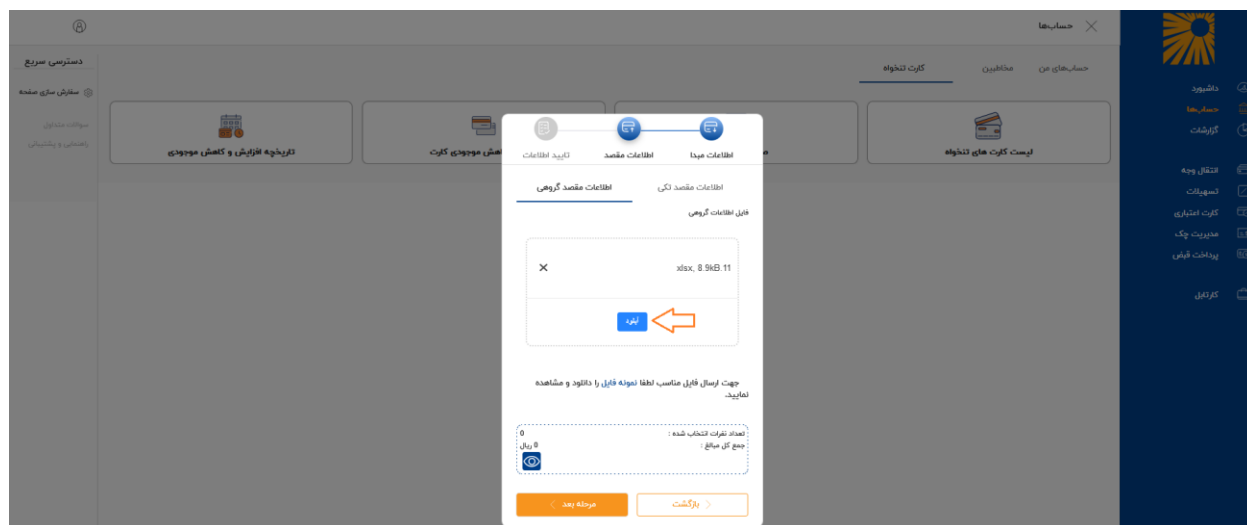 حساب‌ها
داشبورد
حساب‌ها
گزارشات
انتقال وجه
تسهیلات
کارت اعتباری
مدیریت چک
پرداخت قبض
کارتابل
حساب‌های من
مخاطبین
کارت تنخواه
لیست کارت های تنخواه
کاهش موجودی کارت
تاریخچه افزایش و کاهش موجودی
دسترسی سریع
سفارش سازی صفحه
سوالات متداول
راهنمایی و پشتیبانی
اطلاعات مبدا
اطلاعات مقصد
تایید اطلاعات
اطلاعات مقصد تکی
اطلاعات مقصد گروهی
فایل اطلاعات گروهی
xlsx, 8.9kB.11
آپلود
جهت ارسال فایل مناسب لطفا نمونه فایل را دانلود و مشاهده
نمایید.
تعداد نفرات انتخاب شده : 0
جمع کل مبالغ : 0 ریال
بازگشت
مرحله بعد